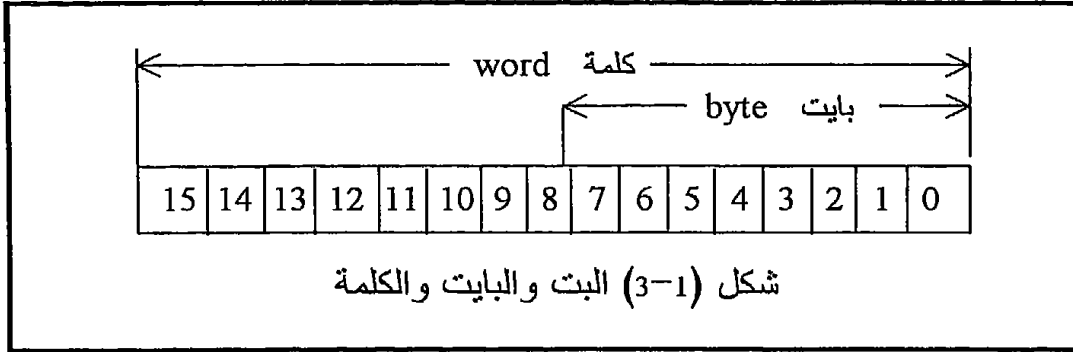 كلمة word
بايت byte
15 14 13 12 11 10 9 8 7 6 5 4 3 2 1 0
شكل (1-3) البت والبايت والكلمة